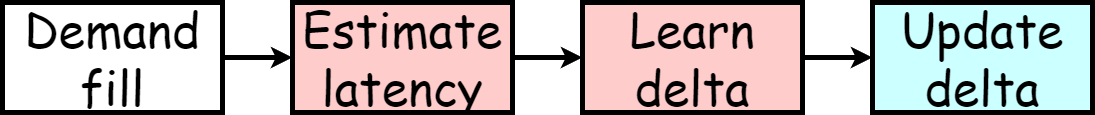 Demand
fill
Estimate
latency
Learn
delta
Update
delta